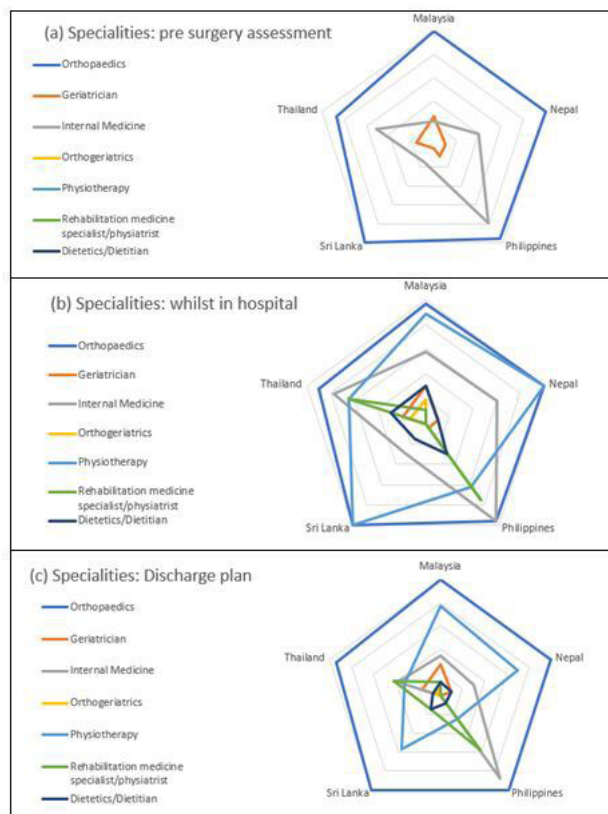 (a) Specialities: pre surgery assessment
Orthopaedics
Geriatrician
Internal Medicine
Orthogeriatrics
Physiotherapy
Rehabilitation medicine
specialist/physiatrist
Dietetics/Dietitian
Malaysia
Nepal
Philippines
Sri Lanka
Thailand
(b) Specialities: whilst in hospital
Orthopaedics
Geriatrician
Internal Medicine
Orthogeriatrics
Physiotherapy
Rehabilitation medicine
specialist/physiatrist
Dietetics/Dietitian
Malaysia
Nepal
Philippines
Sri Lanka
Thailand
(c) Specialities: Discharge plan
Orthopaedics
Geriatrician
Internal Medicine
Orthogeriatrics
Physiotherapy
Rehabilitation medicine
specialist/physiatrist
Dietetics/Dietitian
Malaysia
Nepal
Philippines
Sri Lanka
Thailand